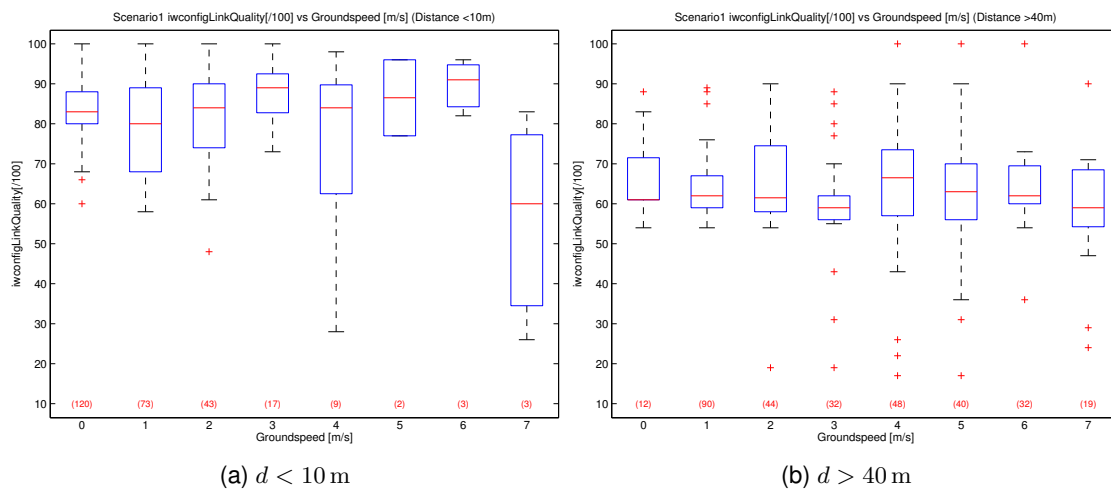 Scenario1 iwconfigLinkQuality[/100] vs Groundspeed [m/s] (Distance <10m)
100
90
80
70
60
50
40
30
20
10
iwconfigLinkQuality[/100]
(120) (73) (43) (17) (9) (2) (3) (3)
0 1 2 3 4 5 6 7
Groundspeed [m/s]
(a) d < 10 m
Scenario1 iwconfigLinkQuality[/100] vs Groundspeed [m/s] (Distance >40m)
100
90
80
70
60
50
40
30
20
10
iwconfigLinkQuality[/100]
(12) (90) (44) (32) (48) (40) (32) (19)
0 1 2 3 4 5 6 7
Groundspeed [m/s]
(b) d > 40 m